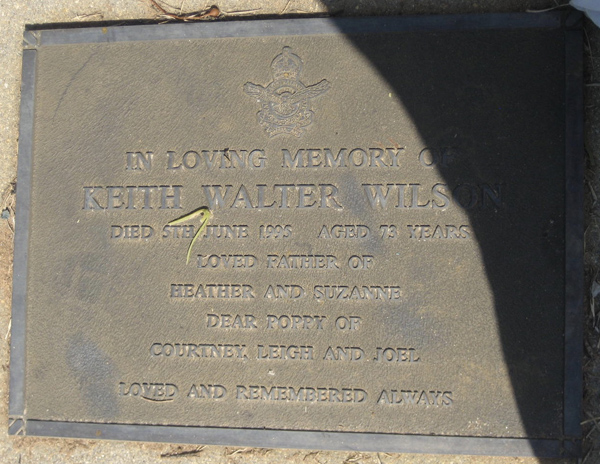 IN LOVING MEMORY OF
KEITH WALTER WILSON
DIED 5TH JUNE 1995 AGED 73 YEARS
LOVED FATHER OF
HEATHER AND SUZANNE
DEAR POPPY OF
COURTNEY, LEIGH AND JOEL
LOVED AND REMEMBERED ALWAYS